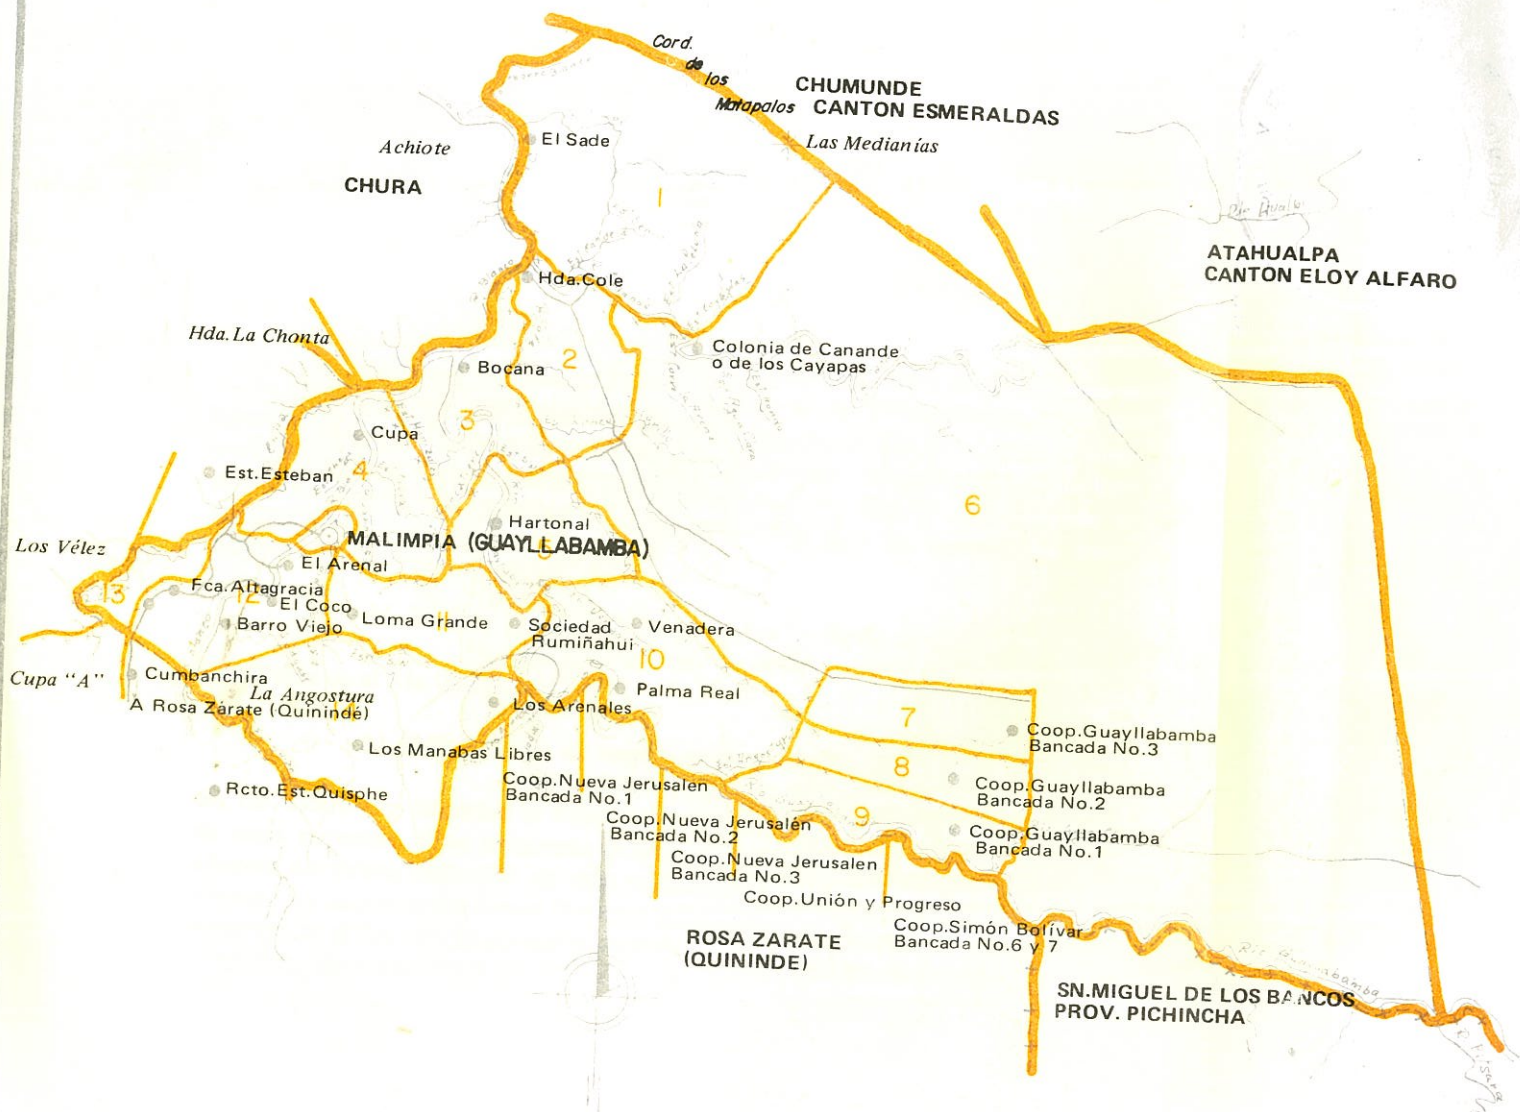 Cord.
de
los
Matapalos
CHUMUNDE
CANTON ESMERALDAS
Las Medianías
El Sade
Achiote
CHURA
1
ATAHUALPA
CANTON ELOY ALFARO
Hda.Cole
Hda.La Chonta
Colonia de Canande
o de los Cayapas
Bocana
2
3
Cupa
4
Est.Esteban
6
Hartonal
MALIMPIA (GUAYLLABAMBA)
5
Los Vélez
El Arenal
13
Fca.Altagracia
12
El Coco
Barro Viejo
Loma Grande
11
Sociedad
Rumiñahui
Venadera
10
Cupa “A”
Cumbanchira
La Angostura
A Rosa Zárate (Quinindé)
Los Arenales
Palma Real
7
Coop.Guayllabamba
Bancada No.3
8
Coop.Guayllabamba
Bancada No.2
9
Coop.Guayllabamba
Bancada No.1
Los Manabas Libres
Rcto.Est.Quisphe
Coop.Nueva Jerusalén
Bancada No.1
Coop.Nueva Jerusalén
Bancada No.2
Coop.Nueva Jerusalen
Bancada No.3
Coop.Unión y Progreso
Coop.Simón Bolívar
Bancada No.6 y 7
ROSA ZARATE
(QUININDE)
SN.MIGUEL DE LOS BANCOS
PROV. PICHINCHA